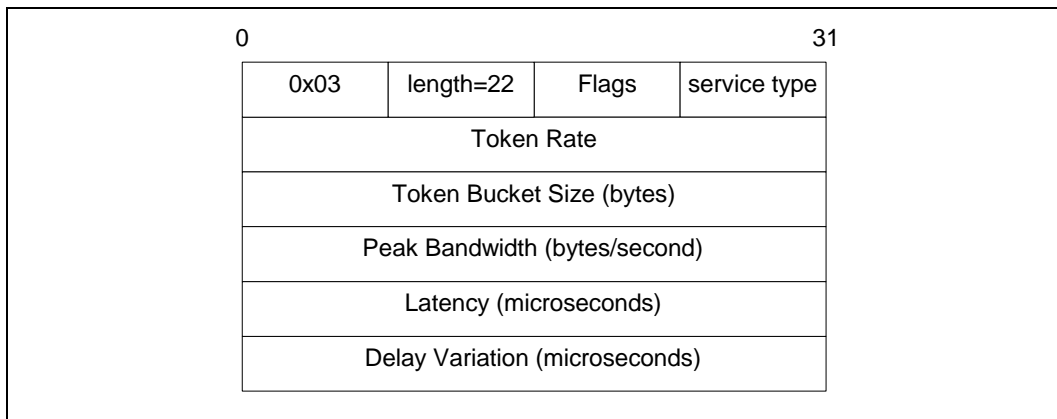 0 31
0x03 length=22 Flags service type
Token Rate
Token Bucket Size (bytes)
Peak Bandwidth (bytes/second)
Latency (microseconds)
Delay Variation (microseconds)